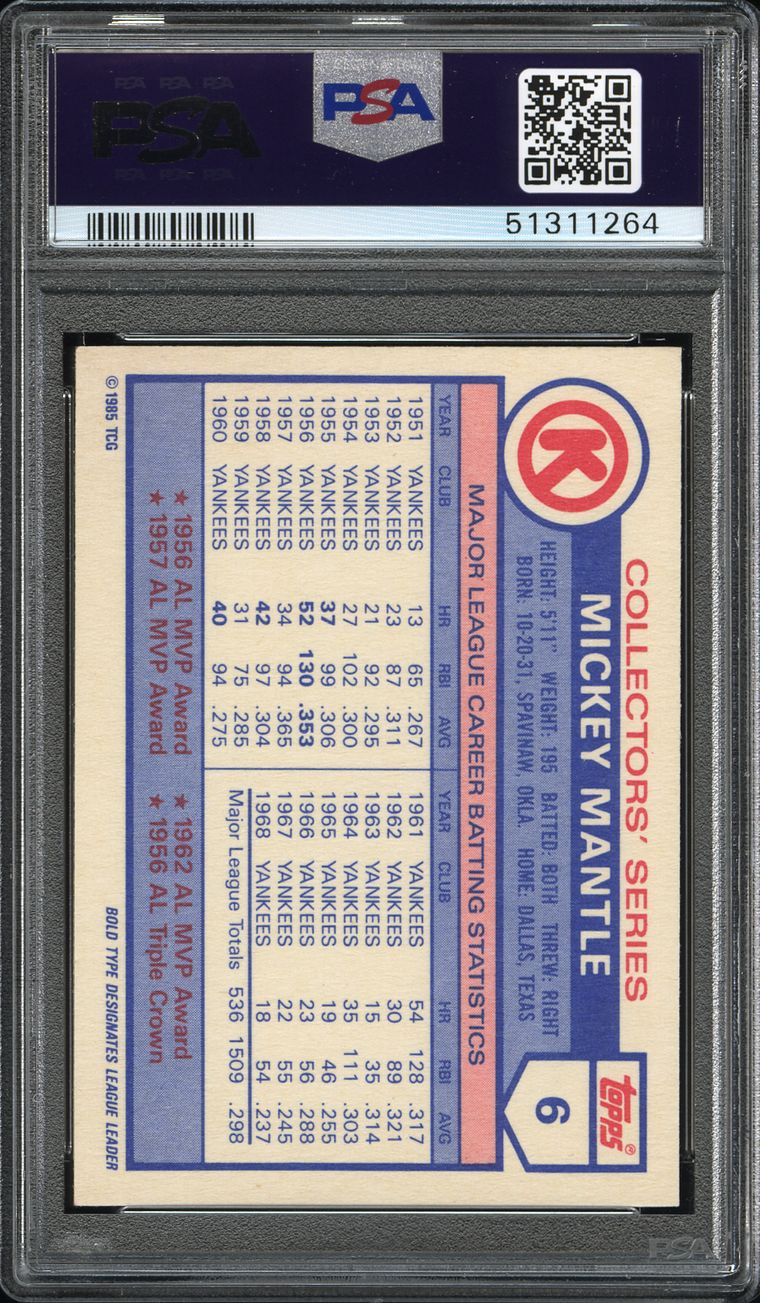 PSA PSA PSA
PSA
PSA PSA PSA
PSA
51311264
COLLECTORS' SERIES
K
MICKEY MANTLE
Topps®
6
HEIGHT: 5'11" WEIGHT: 195 BATTED: BOTH THREW: RIGHT
BORN: 10-20-31, SPAVINAW, OKLA. HOME: DALLAS, TEXAS
MAJOR LEAGUE CAREER BATTING STATISTICS
YEAR CLUB HR RBI AVG YEAR CLUB HR RBI AVG
1951 YANKEES 13 65 .267 1961 YANKEES 54 128 .317
1952 YANKEES 23 87 .311 1962 YANKEES 30 89 .321
1953 YANKEES 21 92 .295 1963 YANKEES 15 35 .314
1954 YANKEES 27 102 .300 1964 YANKEES 35 111 .303
1955 YANKEES 37 99 .306 1965 YANKEES 19 46 .255
1956 YANKEES 52 130 .353 1966 YANKEES 23 56 .288
1957 YANKEES 34 94 .365 1967 YANKEES 22 55 .245
1958 YANKEES 42 97 .304 1968 YANKEES 18 54 .237
1959 YANKEES 31 75 .285 Major League Totals 536 1509 .298
1960 YANKEES 40 94 .275
★ 1956 AL MVP Award ★ 1962 AL MVP Award
★ 1957 AL MVP Award ★ 1956 AL Triple Crown
© 1985 TCG BOLD TYPE DESIGNATES LEAGUE LEADER
PSA